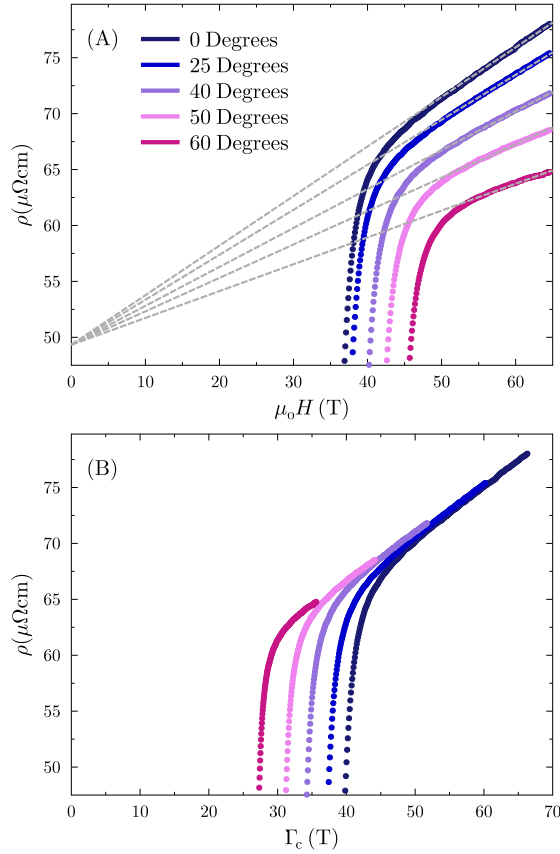 (A)
0 Degrees
25 Degrees
40 Degrees
50 Degrees
60 Degrees
75
70
65
60
55
50
ρ(μΩcm)
0 10 20 30 40 50 60
μ₀H (T)
(B)
75
70
65
60
55
50
ρ(μΩcm)
0 10 20 30 40 50 60 70
Γc (T)